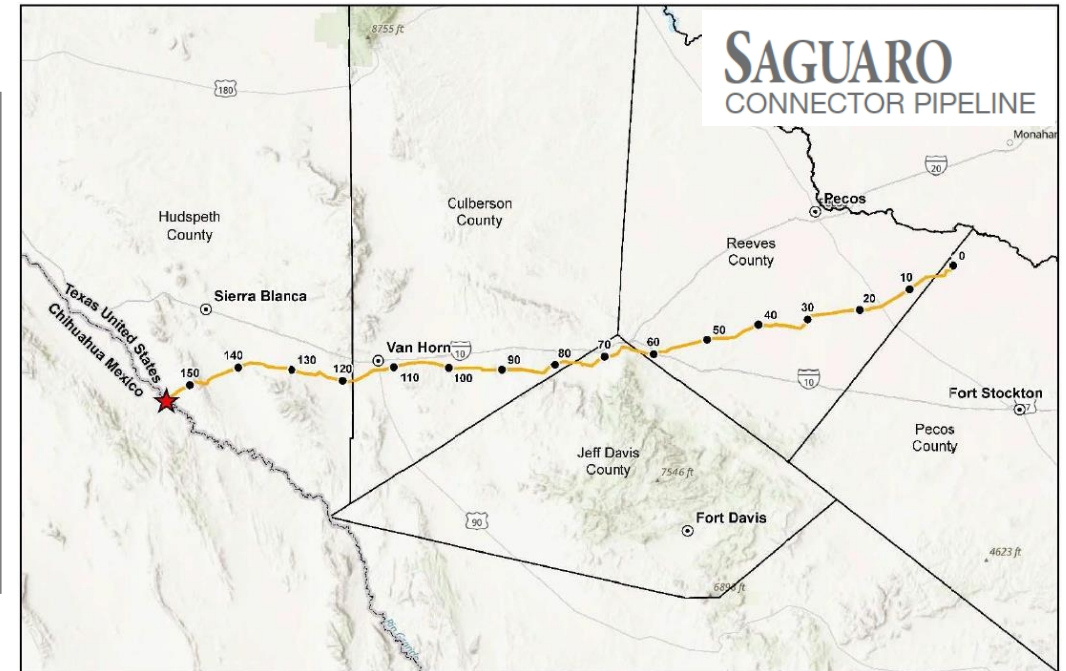 SAGUARO
CONNECTOR PIPELINE
8755 ft
180
Monahan
20
Pecos
Hudspeth
County
Culberson
County
Reeves
County
0
10
20
30
40
50
60
70
80
90
100
110
120
130
140
150
Sierra Blanca
Texas United States
Chihuahua Mexico
Van Horn
10
10
Fort Stockton
Pecos
County
Jeff Davis
County
7546 ft
90
Fort Davis
4623 ft
Rio Grande